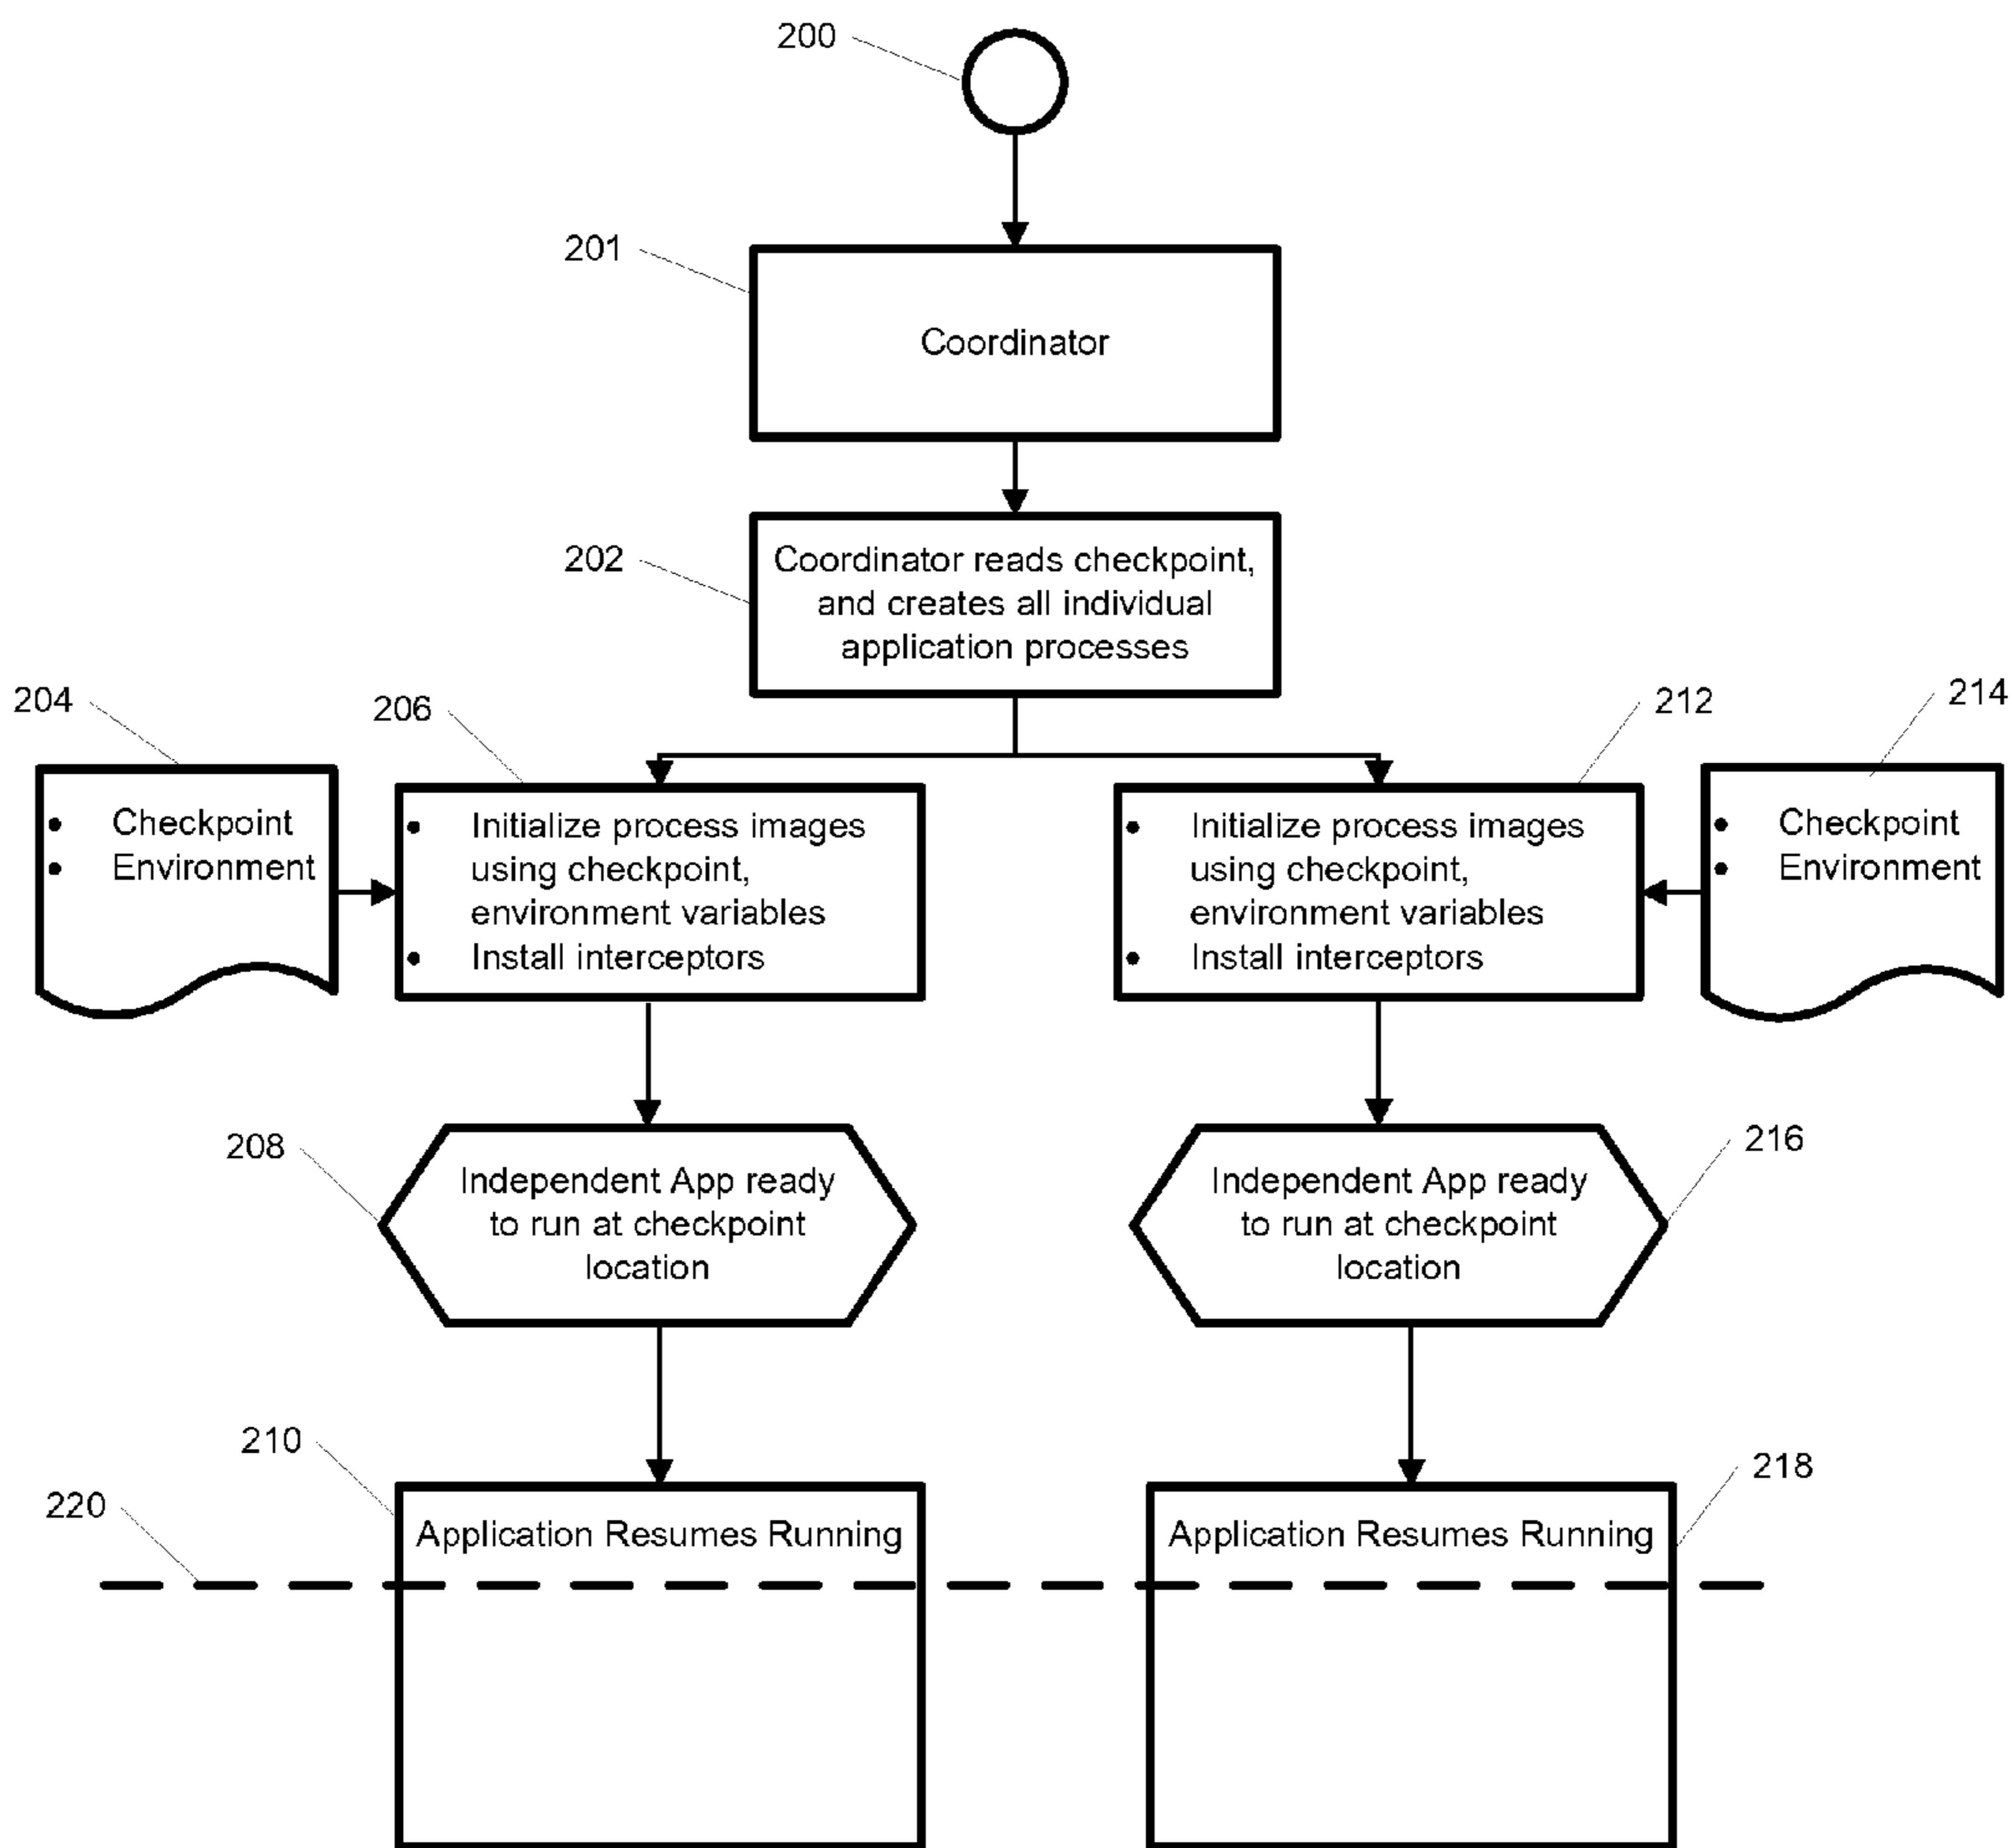 200
201
Coordinator
202
Coordinator reads checkpoint,
and creates all individual
application processes
204
206
212
214
• Checkpoint
• Environment
• Initialize process images
using checkpoint,
environment variables
• Install interceptors
• Initialize process images
using checkpoint,
environment variables
• Install interceptors
• Checkpoint
• Environment
208
Independent App ready
to run at checkpoint
location
Independent App ready
to run at checkpoint
location
216
210
Application Resumes Running
Application Resumes Running
218
220